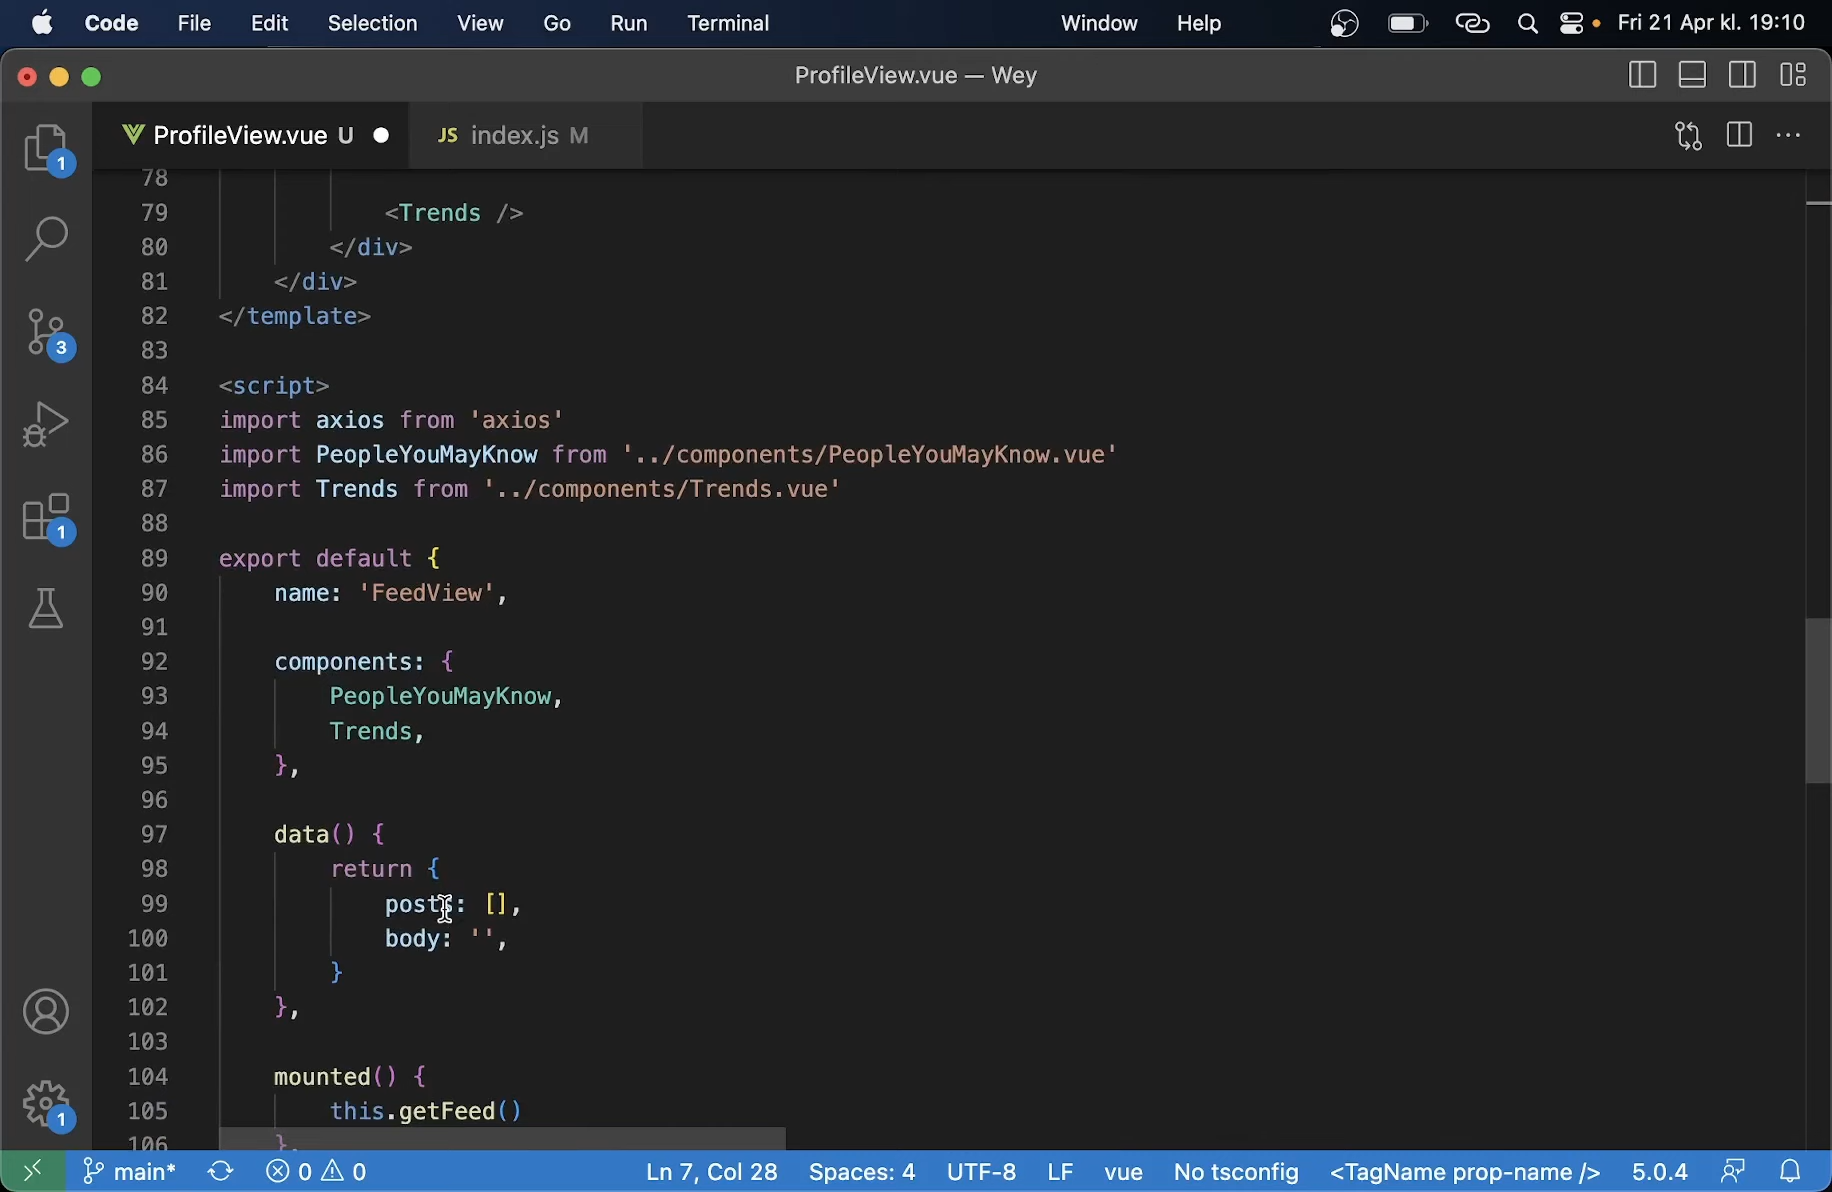 Code File Edit Selection View Go Run Terminal Window Help Fri 21 Apr kl. 19:10
ProfileView.vue — Wey
ProfileView.vue U JS index.js M
1
78
79 <Trends />
80 </div>
81 </div>
82 </template>
83
3
84 <script>
85 import axios from 'axios'
86 import PeopleYouMayKnow from '../components/PeopleYouMayKnow.vue'
87 import Trends from '../components/Trends.vue'
88
1
89 export default {
90 name: 'FeedView',
91
92 components: {
93 PeopleYouMayKnow,
94 Trends,
95 },
96
97 data() {
98 return {
99 posts: [],
100 body: '',
101 }
102 },
103
104 mounted() {
105 this.getFeed()
1
106 },
main* 0 0 Ln 7, Col 28 Spaces: 4 UTF-8 LF vue No tsconfig <TagName prop-name /> 5.0.4